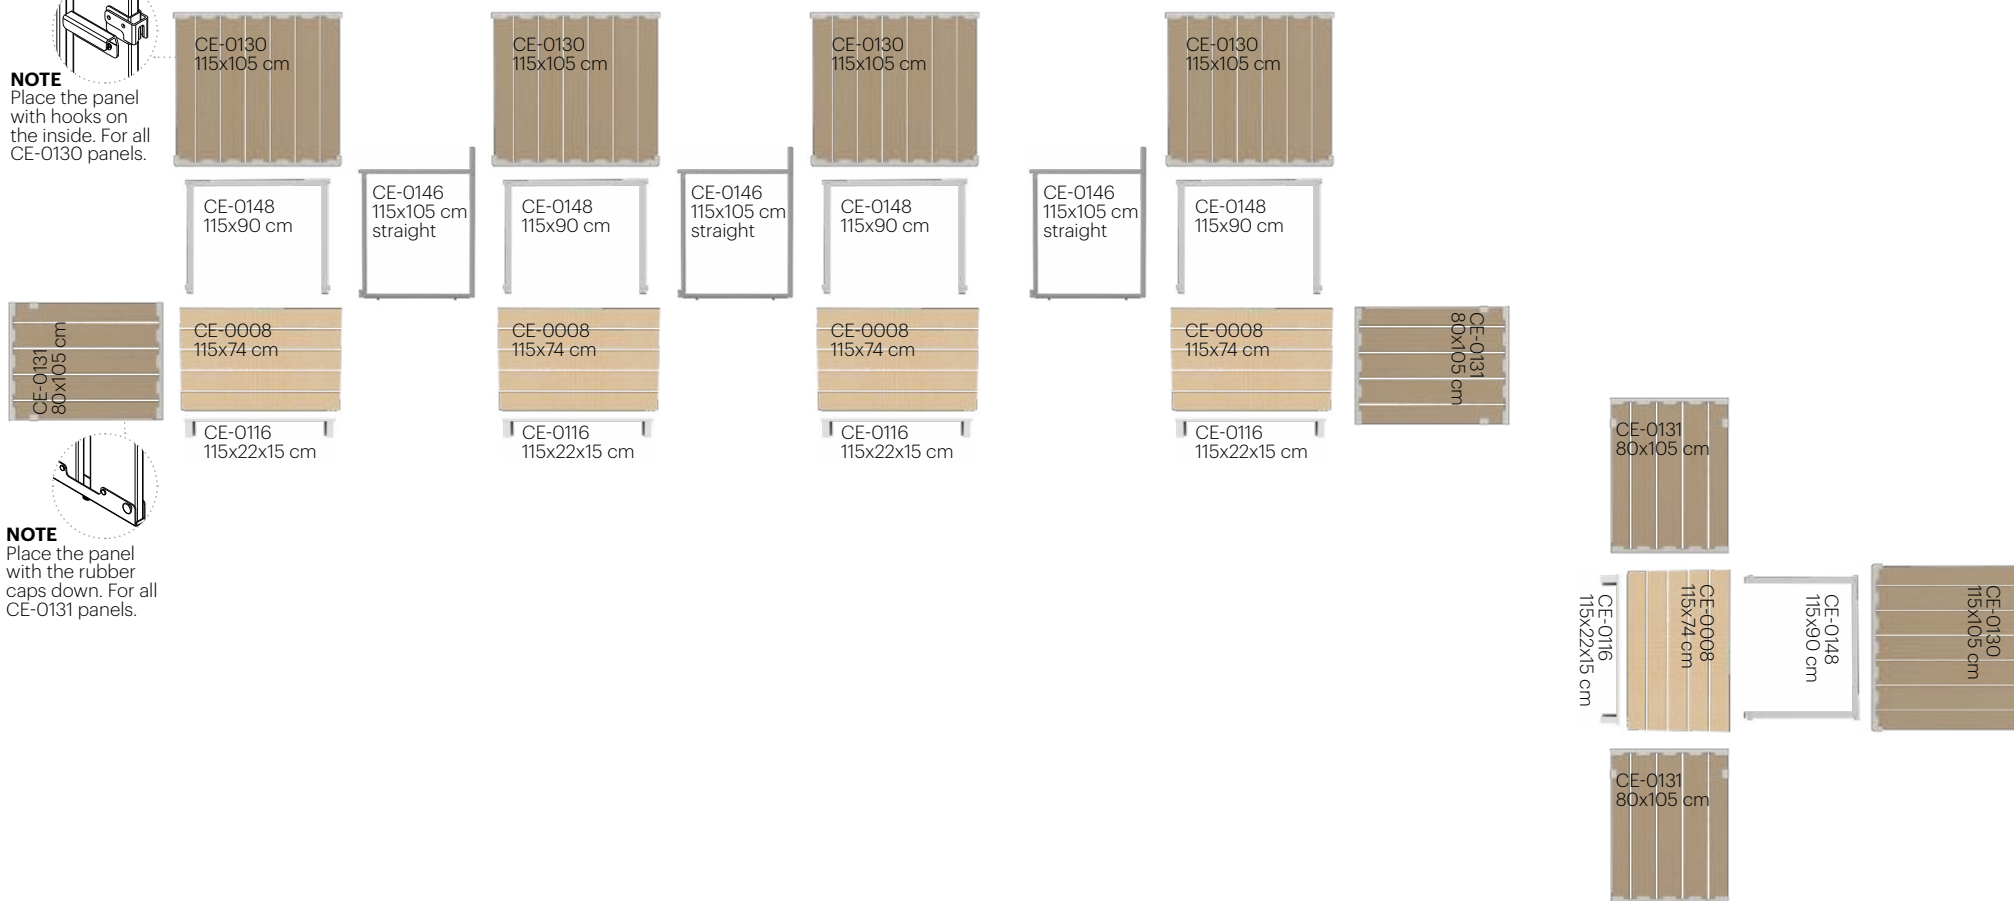 CE-0130
115x105 cm
CE-0130
115x105 cm
CE-0130
115x105 cm
CE-0130
115x105 cm
NOTE
Place the panel
with hooks on
the inside. For all
CE-0130 panels.
CE-0148
115x90 cm
CE-0146
115x105 cm
straight
CE-0148
115x90 cm
CE-0146
115x105 cm
straight
CE-0148
115x90 cm
CE-0146
115x105 cm
straight
CE-0148
115x90 cm
CE-0131
80x105 cm
CE-0008
115x74 cm
CE-0008
115x74 cm
CE-0008
115x74 cm
CE-0008
115x74 cm
CE-0131
80x105 cm
CE-0116
115x22x15 cm
CE-0116
115x22x15 cm
CE-0116
115x22x15 cm
CE-0116
115x22x15 cm
NOTE
Place the panel
with the rubber
caps down. For all
CE-0131 panels.
CE-0131
80x105 cm
CE-0116
115x22x15 cm
CE-0008
115x74 cm
CE-0148
115x90 cm
CE-0130
115x105 cm
CE-0131
80x105 cm